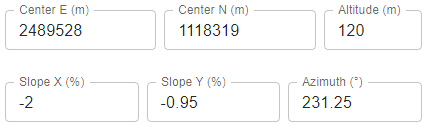 Center E (m) Center N (m) Altitude (m)
2489528 1118319 120
Slope X (%) Slope Y (%) Azimuth (°)
-2 -0.95 231.25